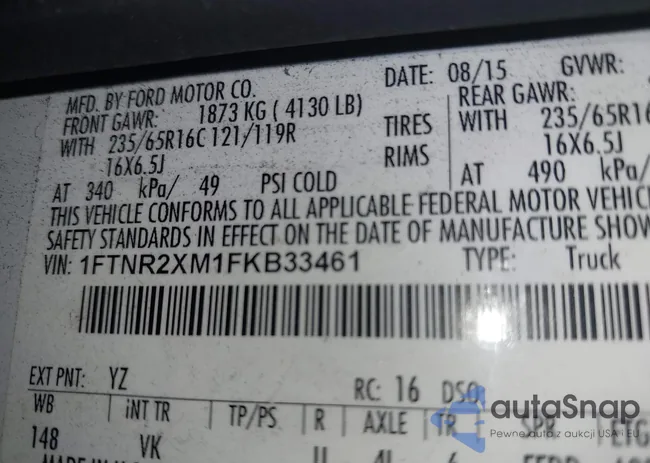 DATE: 08/15 GVWR:
MFD. BY FORD MOTOR CO.
FRONT GAWR: 1873 KG ( 4130 LB) REAR GAWR:
WITH 235/65R16C 121/119R TIRES WITH 235/65R16
16X6.5J RIMS 16X6.5J
AT 340 kPa/ 49 PSI COLD AT 490 kPa/
THIS VEHICLE CONFORMS TO ALL APPLICABLE FEDERAL MOTOR VEHIC
SAFETY STANDARDS IN EFFECT ON THE DATE OF MANUFACTURE SHOW
VIN: 1FTNR2XM1FKB33461 TYPE: Truck
EXT PNT: YZ RC: 16 DSO
WB iNT TR TP/PS R AXLE TR SPR
148 VK
autaSnap
Pewne auta z aukcji USA i EU